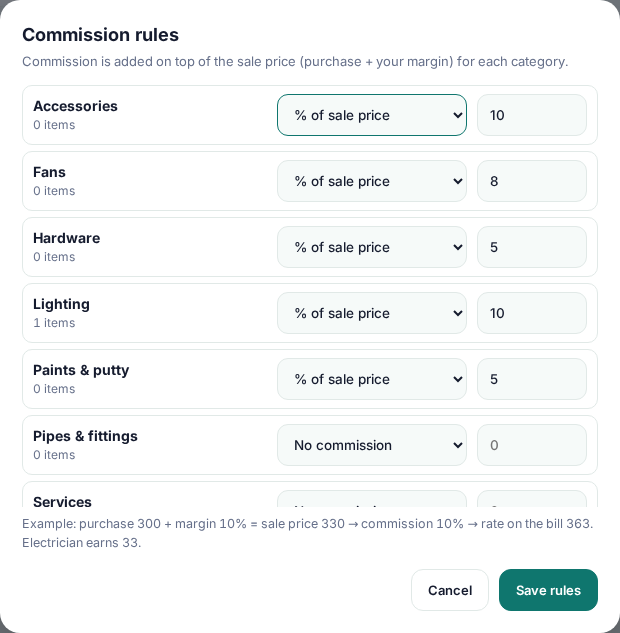 Commission rules
Commission is added on top of the sale price (purchase + your margin) for each category.
Accessories
0 items
% of sale price
10
Fans
0 items
% of sale price
8
Hardware
0 items
% of sale price
5
Lighting
1 items
% of sale price
10
Paints & putty
0 items
% of sale price
5
Pipes & fittings
0 items
No commission
0
Services
Example: purchase 300 + margin 10% = sale price 330 → commission 10% → rate on the bill 363.
Electrician earns 33.
Cancel
Save rules